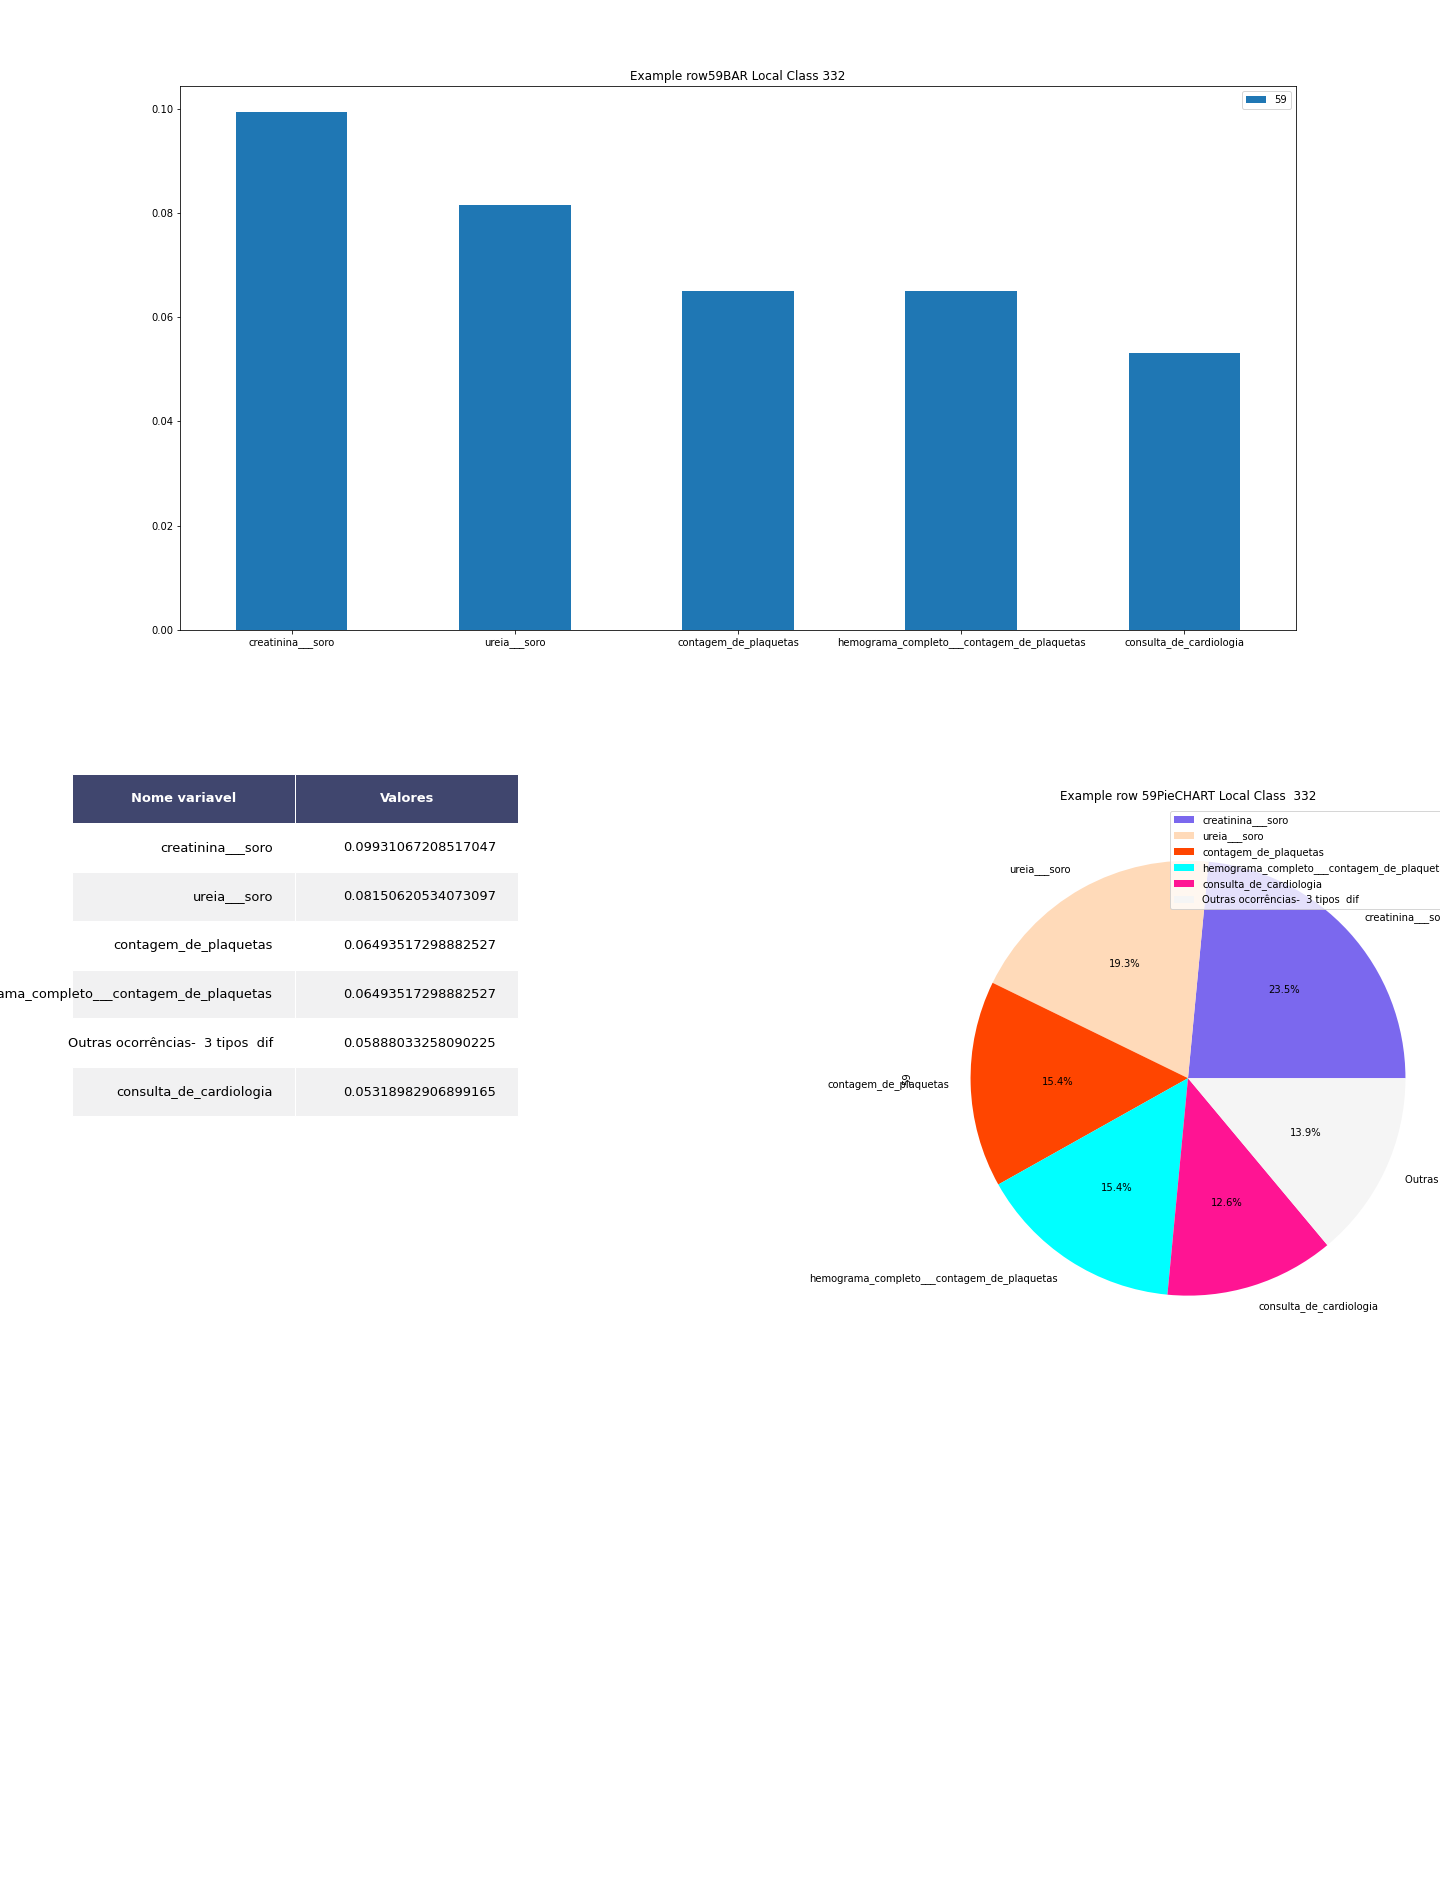 Example row59BAR Local Class 332
59
0.10
0.08
0.06
0.04
0.02
0.00
creatinina___soro
ureia___soro
contagem_de_plaquetas
hemograma_completo___contagem_de_plaquetas
consulta_de_cardiologia
Nome variavel Valores
creatinina___soro 0.09931067208517047
ureia___soro 0.08150620534073097
contagem_de_plaquetas 0.06493517298882527
ama_completo___contagem_de_plaquetas 0.06493517298882527
Outras ocorrências-  3 tipos  dif 0.05888033258090225
consulta_de_cardiologia 0.05318982906899165
Example row 59PieCHART Local Class  332
creatinina___soro
ureia___soro
contagem_de_plaquetas
hemograma_completo___contagem_de_plaquet
consulta_de_cardiologia
Outras ocorrências-  3 tipos  dif
ureia___soro
creatinina___so
19.3%
23.5%
59
contagem_de_plaquetas
15.4%
13.9%
Outras
15.4%
12.6%
hemograma_completo___contagem_de_plaquetas
consulta_de_cardiologia